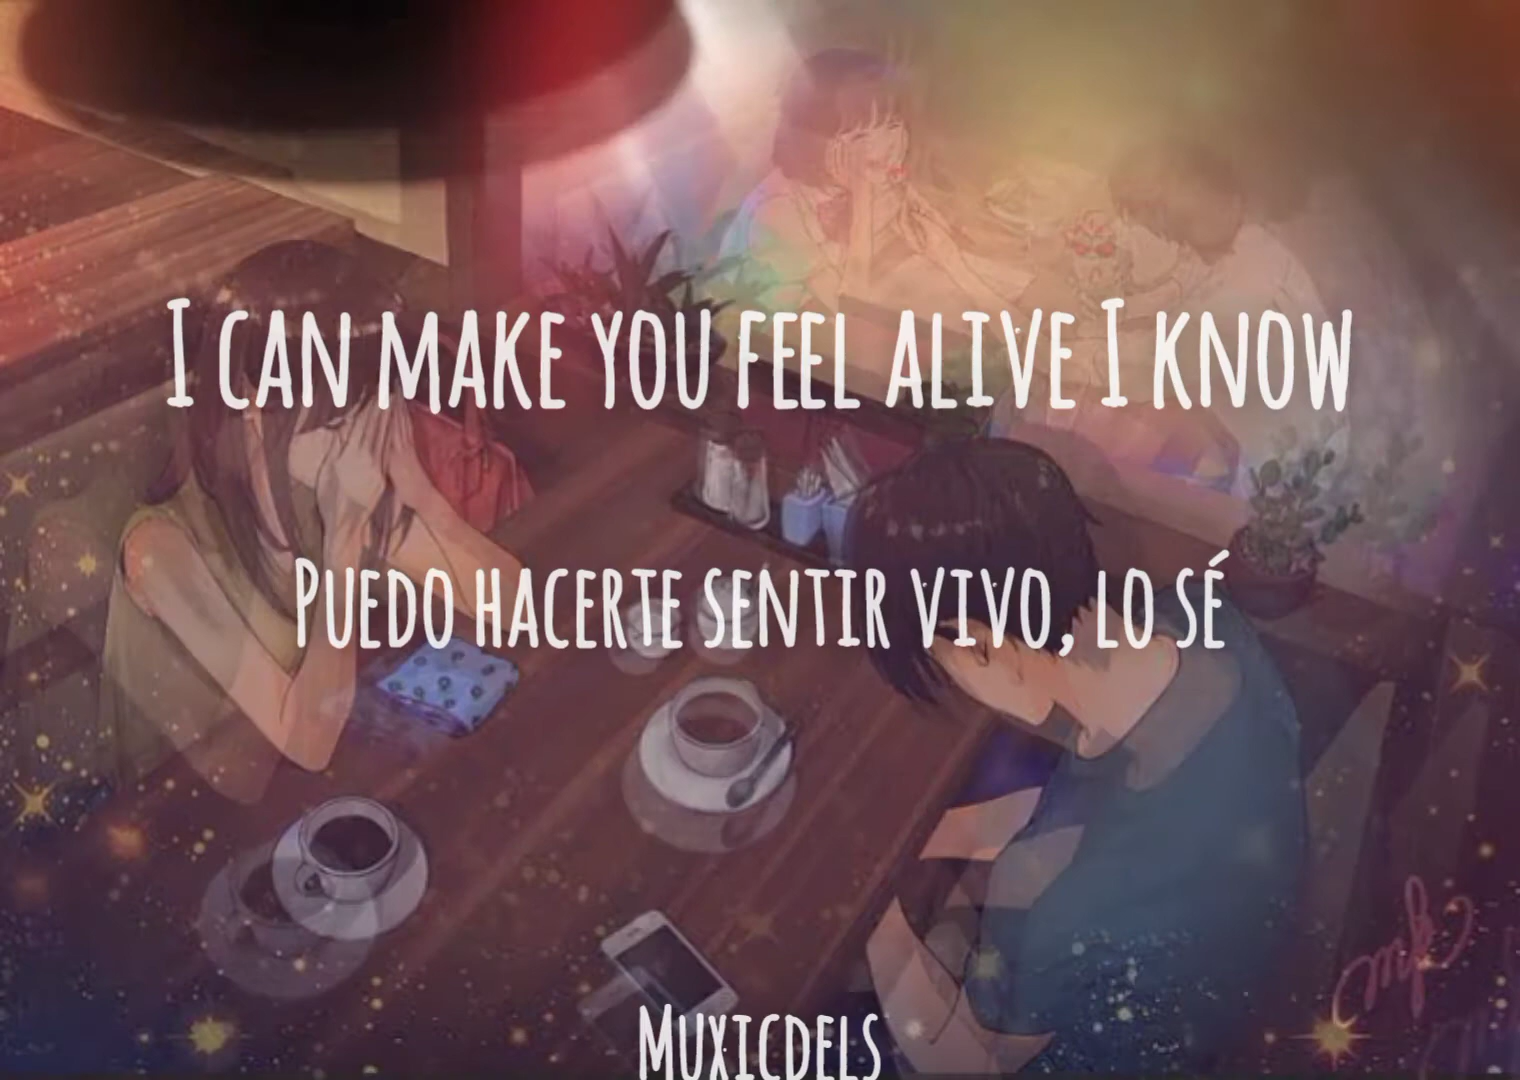 I can make you feel alive I know
Puedo hacerte sentir vivo, lo sé
Muxicdels